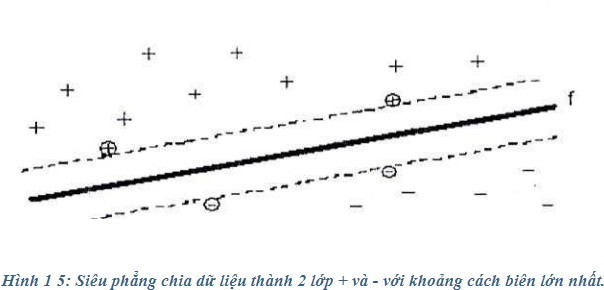 f
Hình 1 5: Siêu phẳng chia dữ liệu thành 2 lớp + và - với khoảng cách biên lớn nhất.